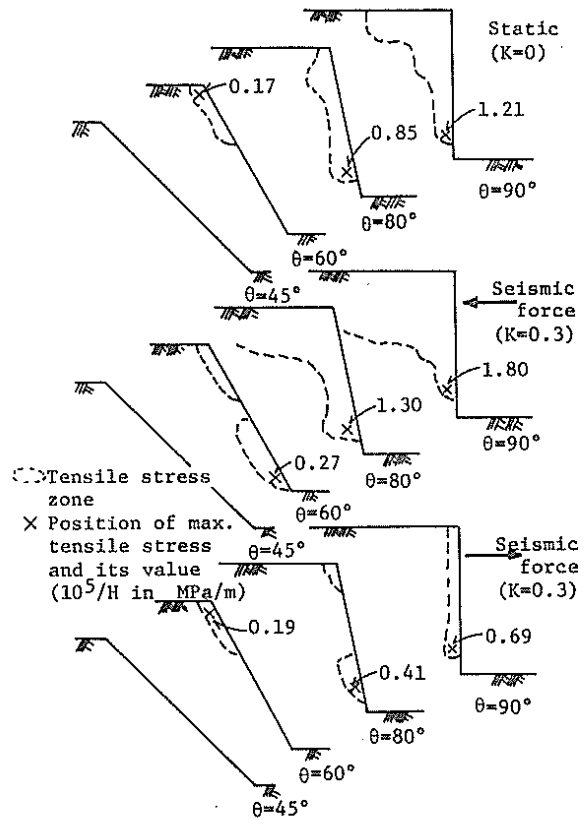 Static
(K=0)
0.17
0.85
1.21
θ=90°
θ=80°
θ=60°
θ=45°
Seismic
force
(K=0.3)
1.80
1.30
0.27
θ=90°
θ=80°
θ=60°
θ=45°
Tensile stress
zone
× Position of max.
tensile stress
and its value
(10⁵/H in MPa/m)
Seismic
force
(K=0.3)
0.19
0.41
0.69
θ=90°
θ=80°
θ=60°
θ=45°